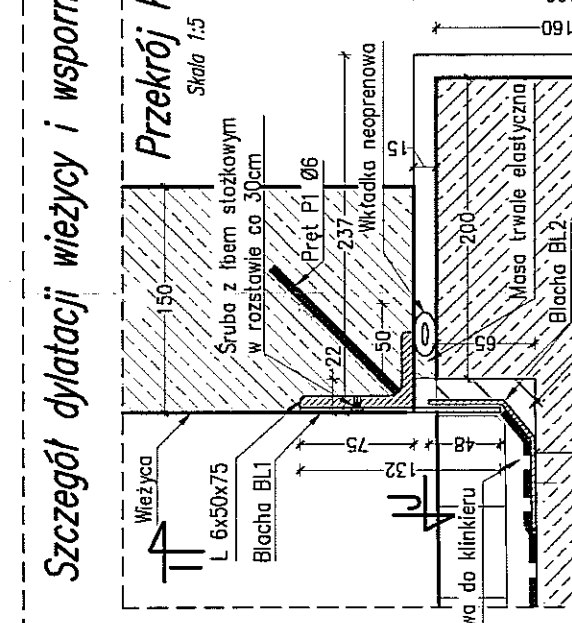 Szczegół dylatacji wieżycy i
Przekrój
Skala 1:5
160
Wieżyca
150
Śruba z łbem stożkowym
w rozstawie co 30cm
Pręt P1 Ø6
237
Wkładka neoprenowa
15
L 6x50x75
Blacha BL1
22
50
200
Masa trwale elastyczna
Blacha BL2
65
75
48
132
do klinkieru